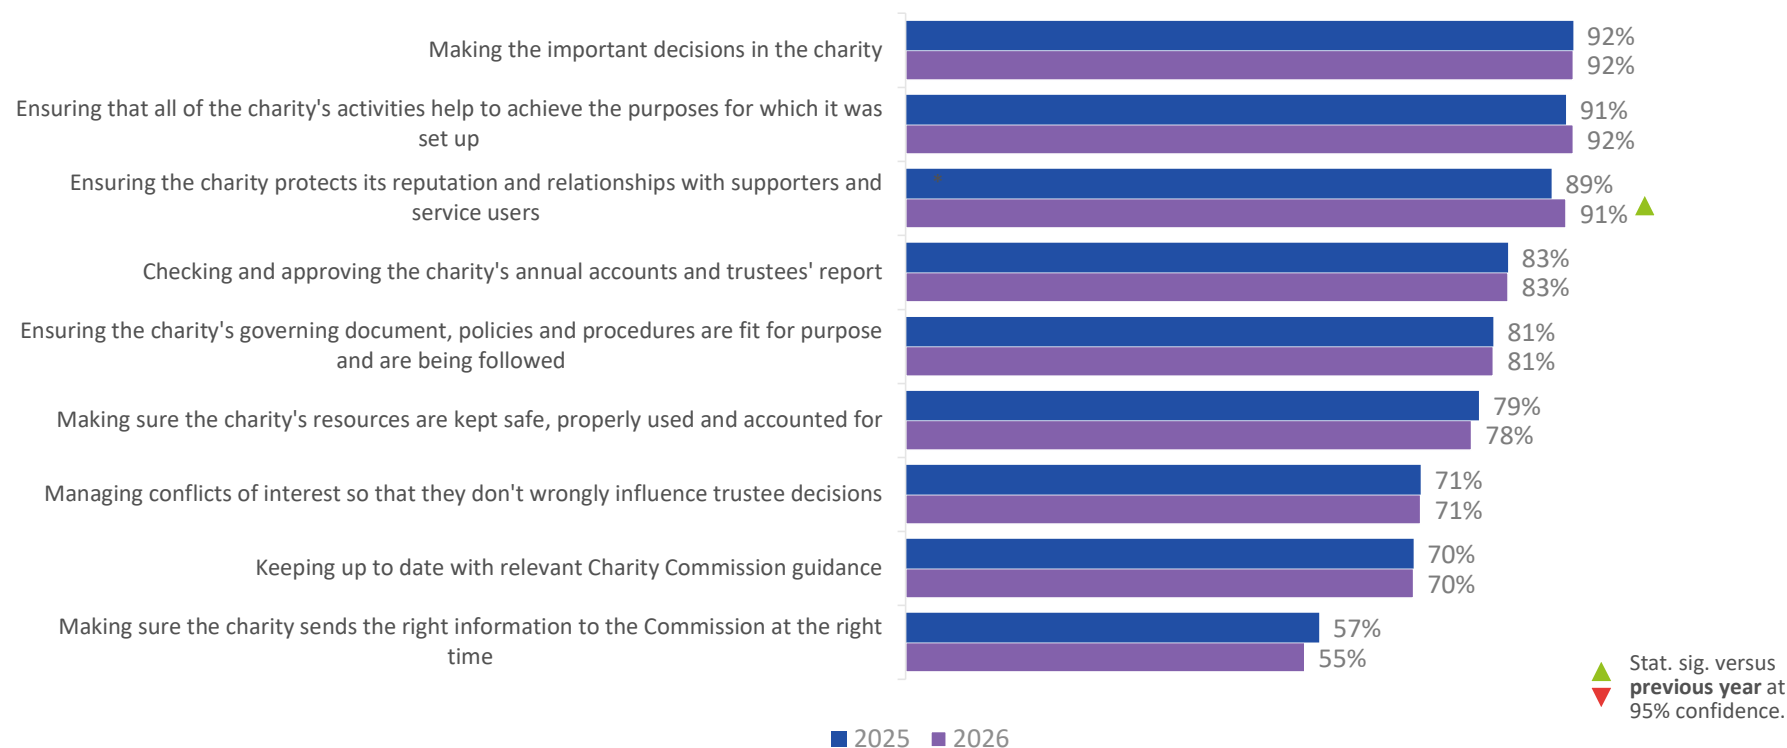 Making the important decisions in the charity
92%
92%
Ensuring that all of the charity's activities help to achieve the purposes for which it was
set up
91%
92%
Ensuring the charity protects its reputation and relationships with supporters and
service users
*
89%
91%
Checking and approving the charity's annual accounts and trustees' report
83%
83%
Ensuring the charity's governing document, policies and procedures are fit for purpose
and are being followed
81%
81%
Making sure the charity's resources are kept safe, properly used and accounted for
79%
78%
Managing conflicts of interest so that they don't wrongly influence trustee decisions
71%
71%
Keeping up to date with relevant Charity Commission guidance
70%
70%
Making sure the charity sends the right information to the Commission at the right
time
57%
55%
Stat. sig. versus
previous year at
95% confidence.
2025 2026